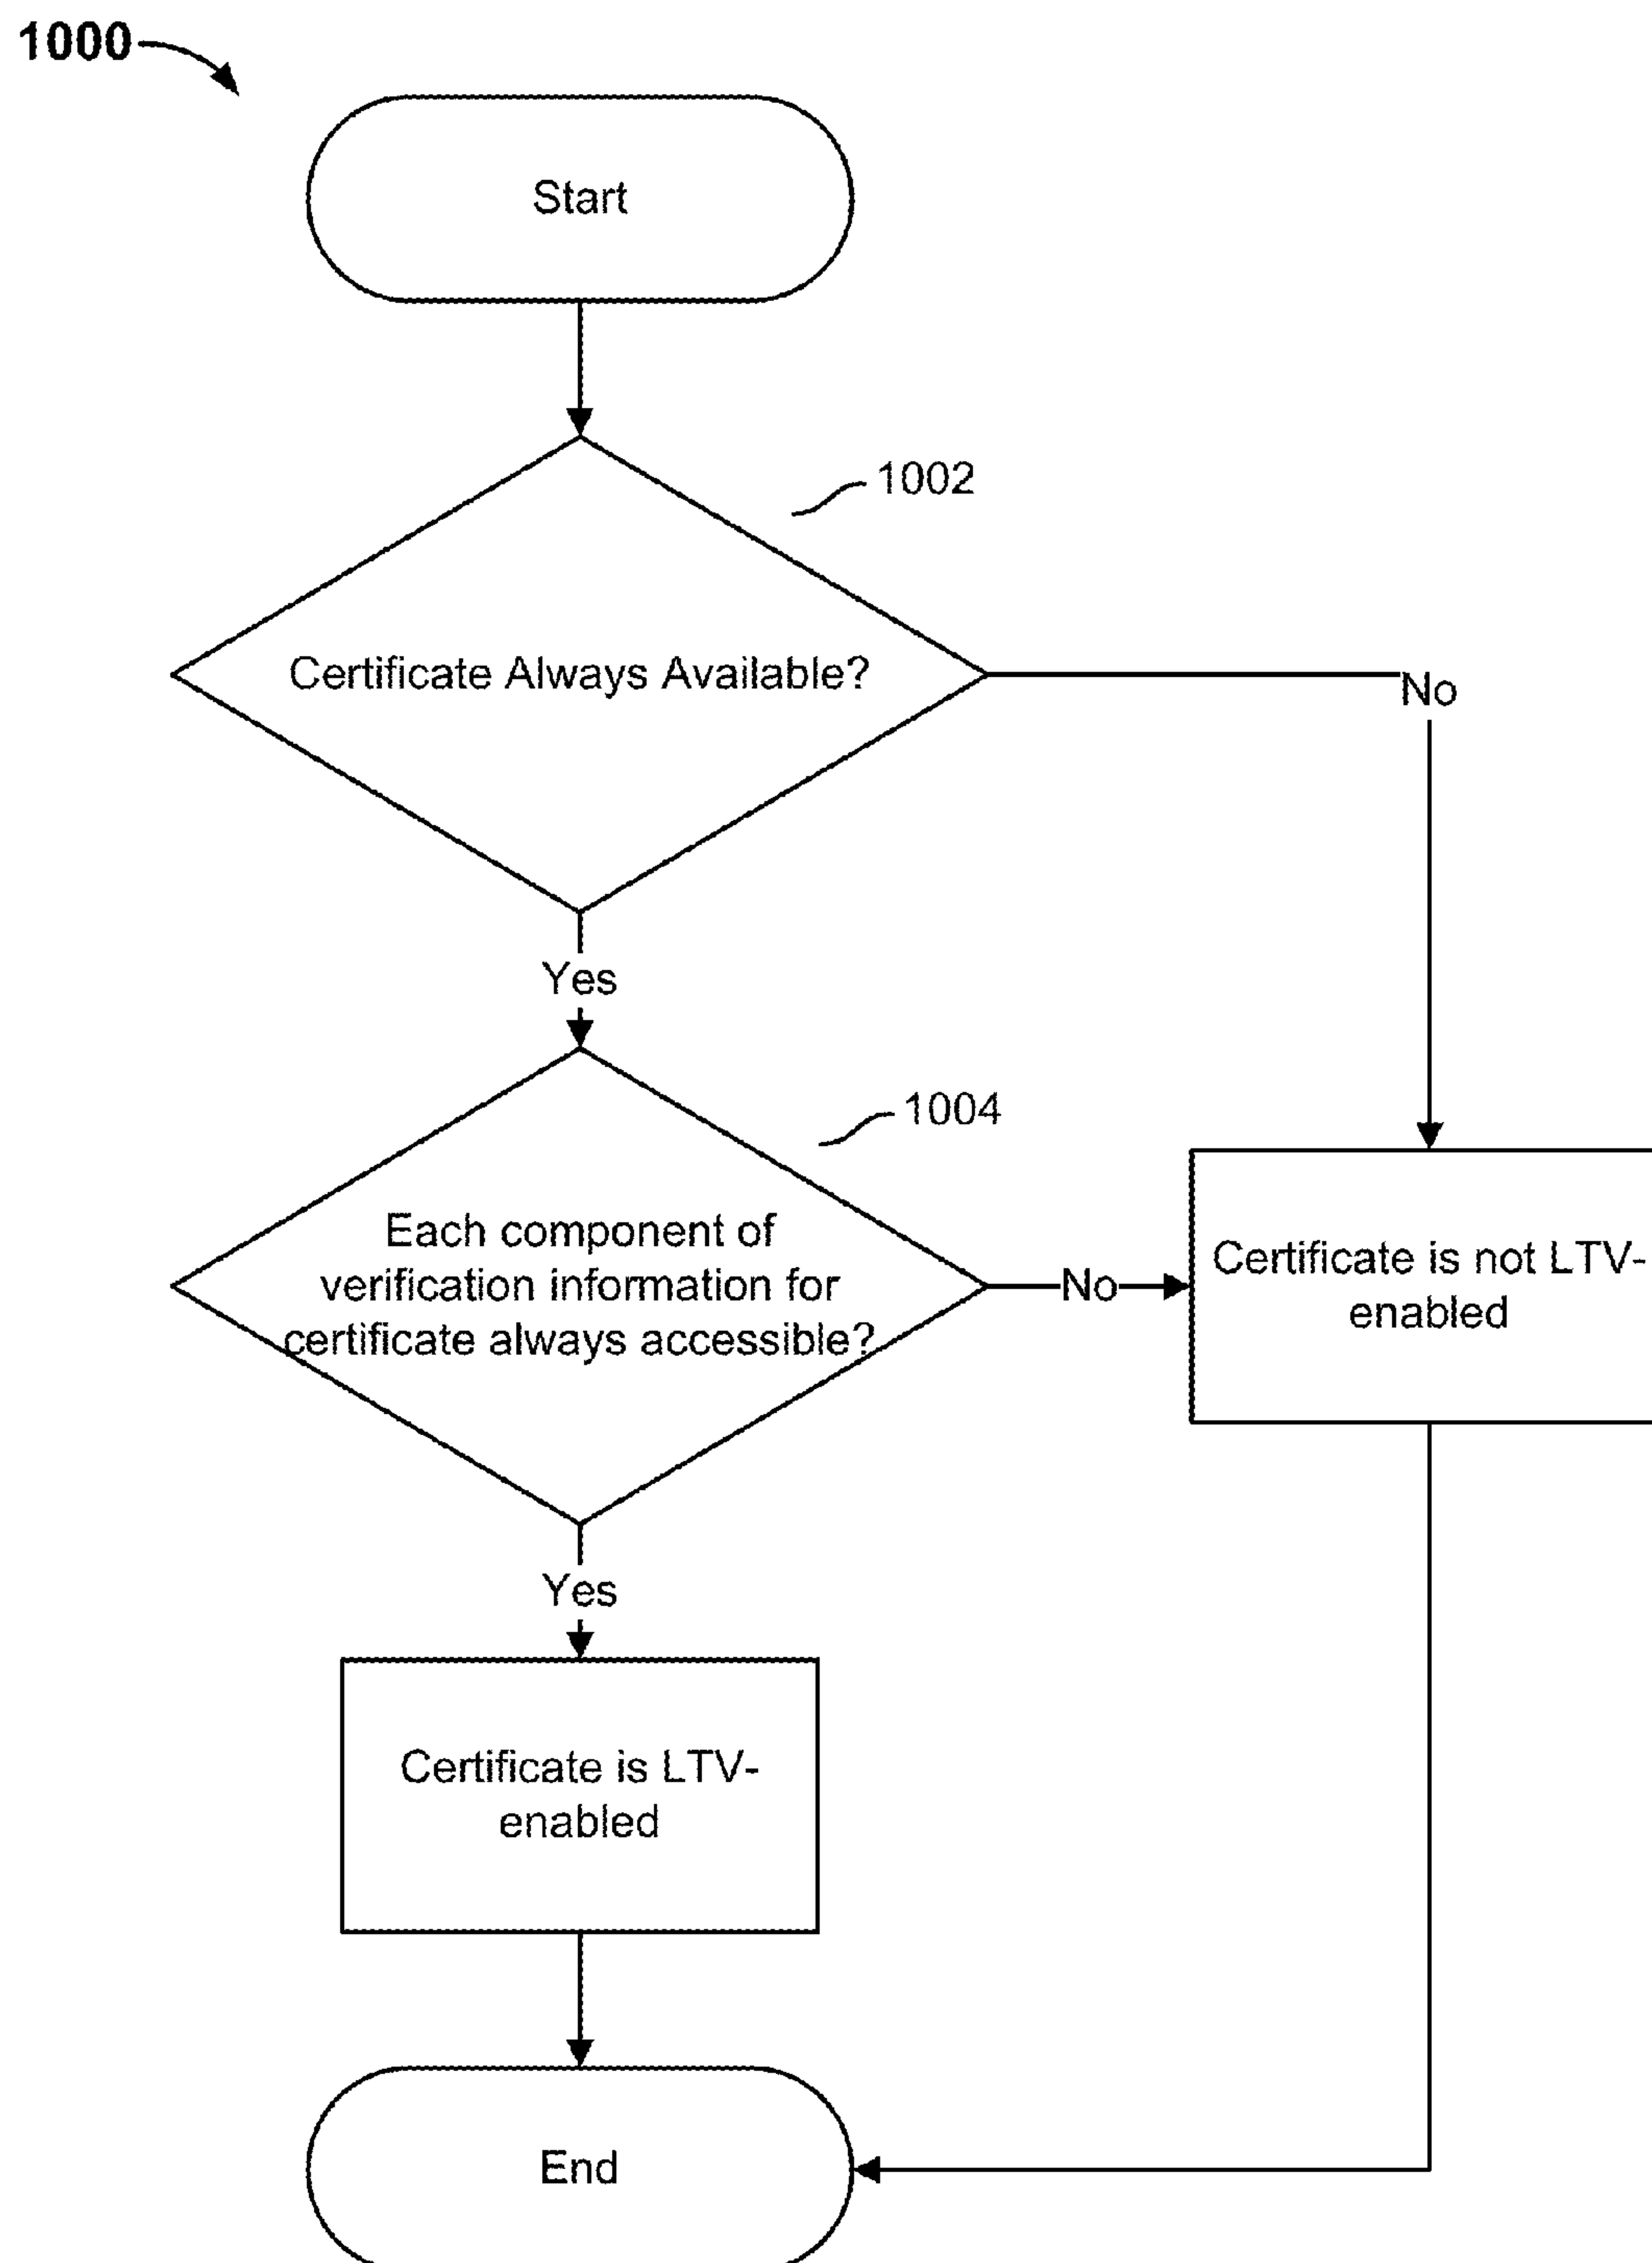 1000
Start
1002
Certificate Always Available?
No
Yes
1004
Each component of
verification information for
certificate always accessible?
No
Certificate is not LTV-
enabled
Yes
Certificate is LTV-
enabled
End